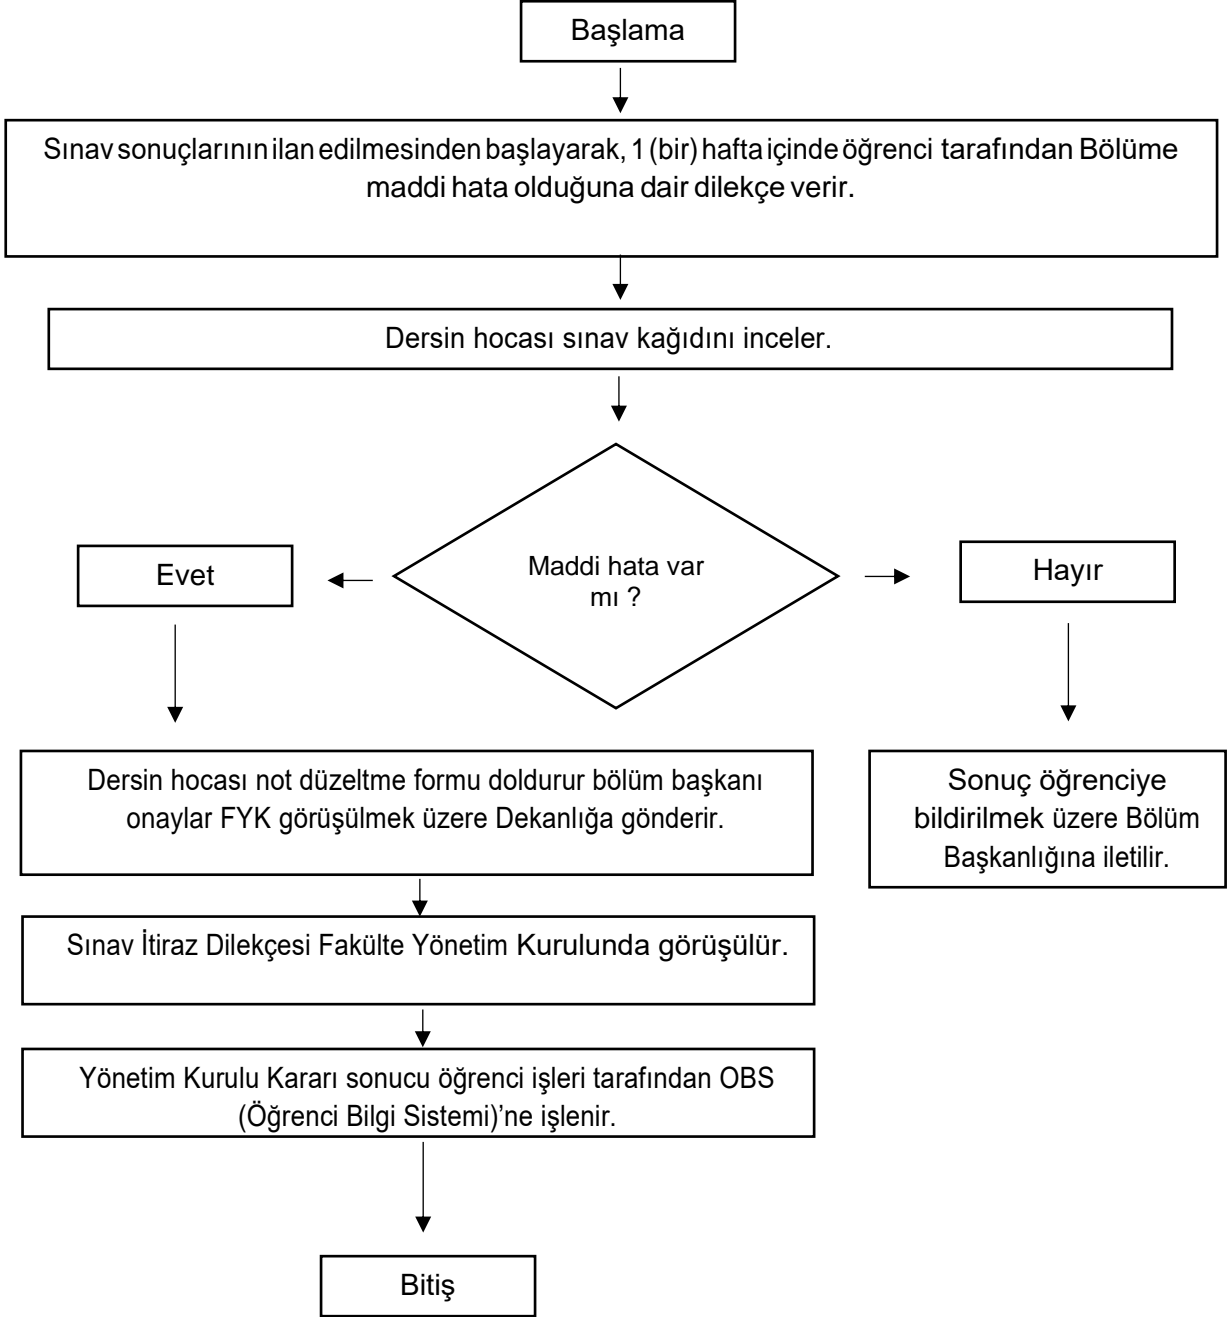 Başlama
Sınav sonuçlarının ilan edilmesinden başlayarak, 1 (bir) hafta içinde öğrenci tarafından Bölüme
maddi hata olduğuna dair dilekçe verir.
Dersin hocası sınav kağıdını inceler.
Maddi hata var
mı ?
Evet
Hayır
Dersin hocası not düzeltme formu doldurur bölüm başkanı
onaylar FYK görüşülmek üzere Dekanlığa gönderir.
Sonuç öğrenciye
bildirilmek üzere Bölüm
Başkanlığına iletilir.
Sınav İtiraz Dilekçesi Fakülte Yönetim Kurulunda görüşülür.
Yönetim Kurulu Kararı sonucu öğrenci işleri tarafından OBS
(Öğrenci Bilgi Sistemi)’ne işlenir.
Bitiş